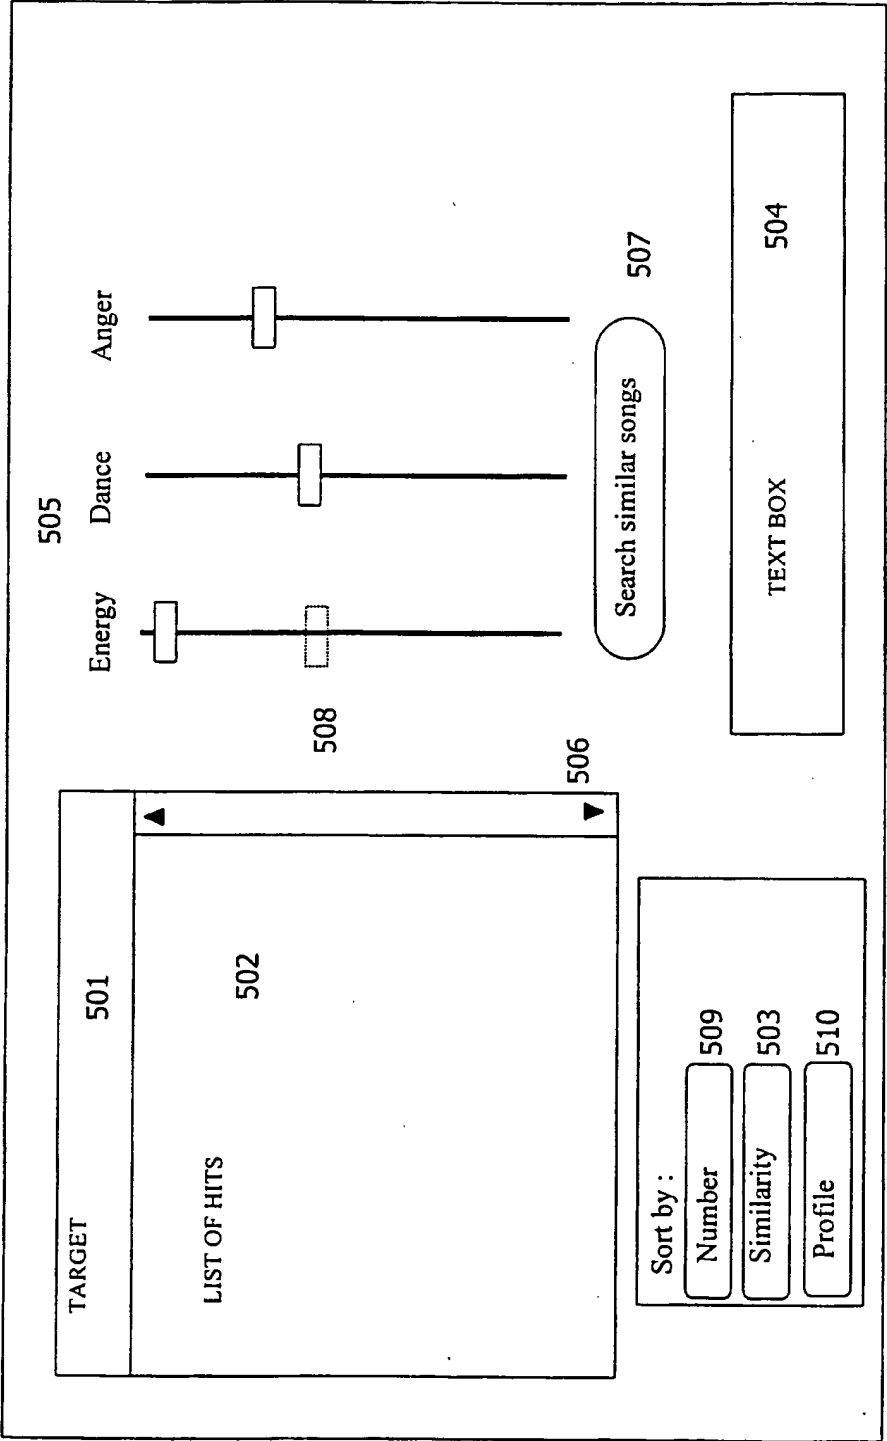 505
Energy Dance Anger
TARGET
501
LIST OF HITS
502
508
506
Search similar songs
507
Sort by :
Number
509
Similarity
503
Profile
510
TEXT BOX
504